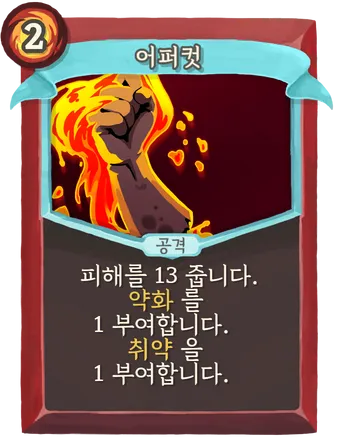 2
어퍼컷
공격
피해를 13 줍니다.
약화 를
1 부여합니다.
취약 을
1 부여합니다.